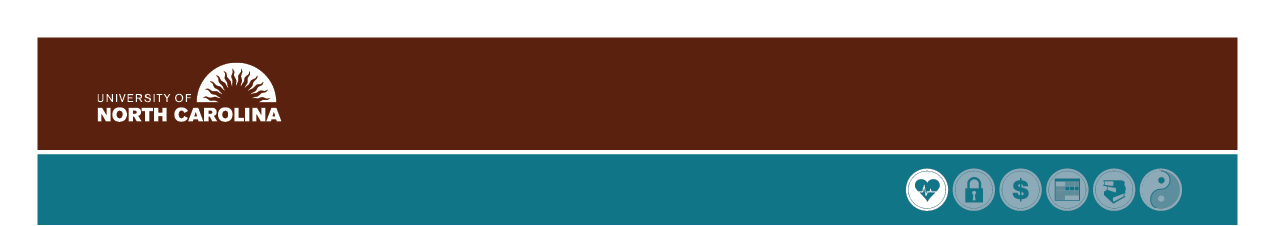 UNIVERSITY OF
NORTH CAROLINA
$